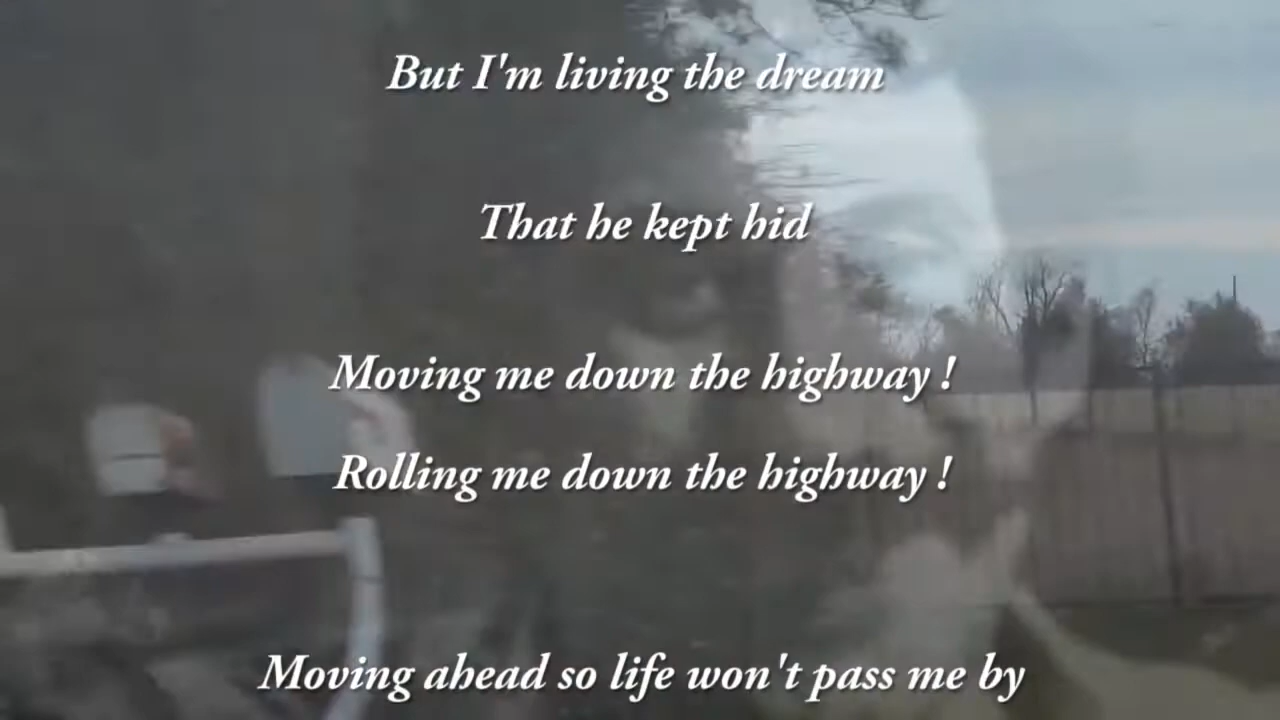 But I'm living the dream
That he kept hid
Moving me down the highway !
Rolling me down the highway !
Moving ahead so life won't pass me by